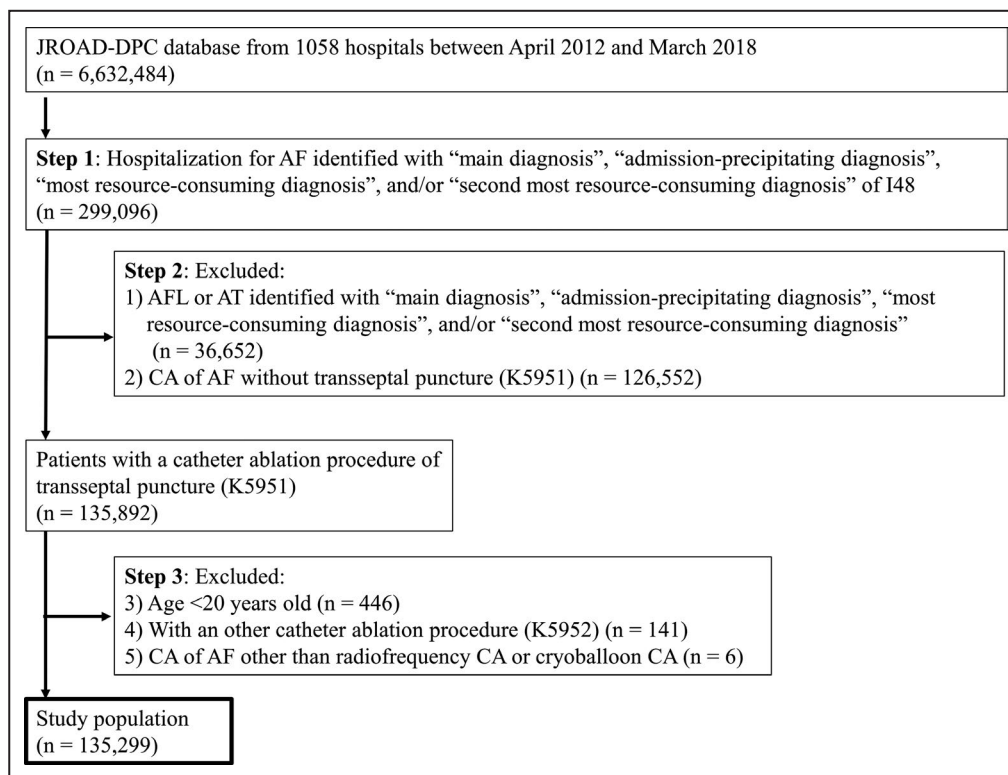 JROAD-DPC database from 1058 hospitals between April 2012 and March 2018
(n = 6,632,484)
Step 1: Hospitalization for AF identified with “main diagnosis”, “admission-precipitating diagnosis”,
“most resource-consuming diagnosis”, and/or “second most resource-consuming diagnosis” of I48
(n = 299,096)
Step 2: Excluded:
1) AFL or AT identified with “main diagnosis”, “admission-precipitating diagnosis”, “most
resource-consuming diagnosis”, and/or “second most resource-consuming diagnosis”
(n = 36,652)
2) CA of AF without transseptal puncture (K5951) (n = 126,552)
Patients with a catheter ablation procedure of
transseptal puncture (K5951)
(n = 135,892)
Step 3: Excluded:
3) Age <20 years old (n = 446)
4) With an other catheter ablation procedure (K5952) (n = 141)
5) CA of AF other than radiofrequency CA or cryoballoon CA (n = 6)
Study population
(n = 135,299)